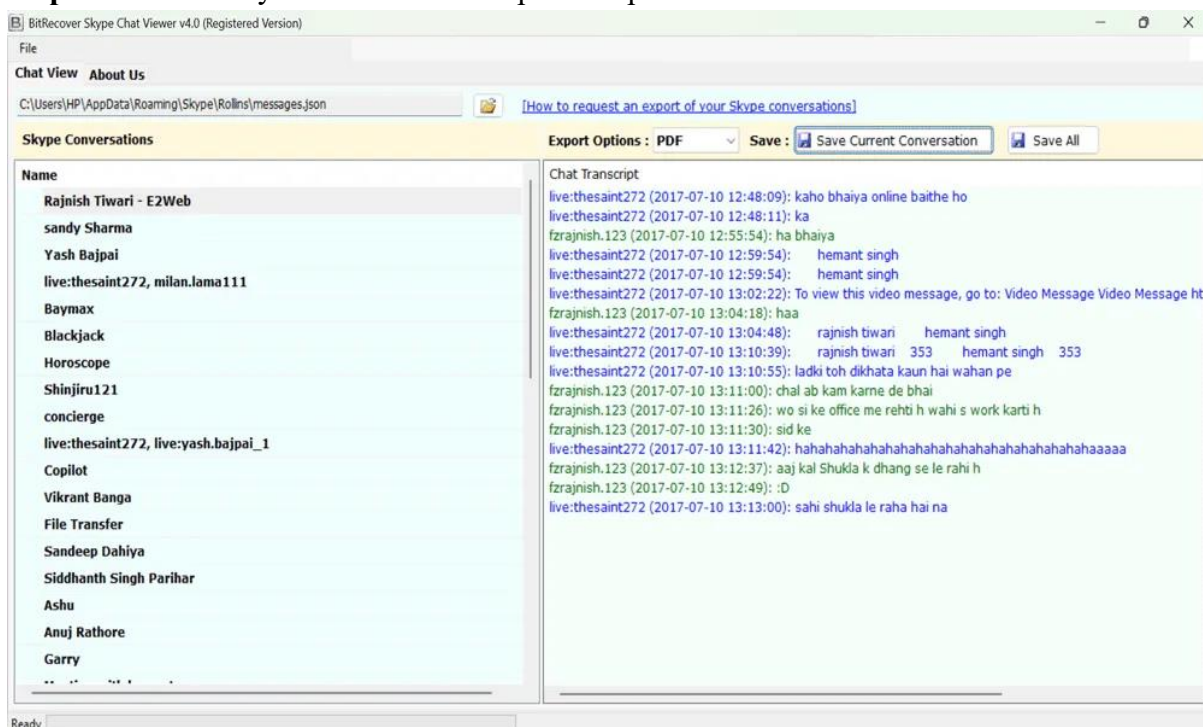 BitRecover Skype Chat Viewer v4.0 (Registered Version)
File
Chat View About Us
C:\Users\HP\AppData\Roaming\Skype\Rolins\messages.json
[How to request an export of your Skype conversations]
Skype Conversations
Export Options : PDF Save : Save Current Conversation Save All
Name
Rajnish Tiwari - E2Web
sandy Sharma
Yash Bajpai
live:thesaint272, milan.lama111
Baymax
Blackjack
Horoscope
Shinjiru121
concierge
live:thesaint272, live:yash.bajpai_1
Copilot
Vikrant Banga
File Transfer
Sandeep Dahiya
Siddhanth Singh Parihar
Ashu
Anuj Rathore
Garry
Chat Transcript
live:thesaint272 (2017-07-10 12:48:09): kaho bhaiya online baithe ho
live:thesaint272 (2017-07-10 12:48:11): ka
fzrajnish.123 (2017-07-10 12:55:54): ha bhaiya
live:thesaint272 (2017-07-10 12:59:54): hemant singh
live:thesaint272 (2017-07-10 12:59:54): hemant singh
live:thesaint272 (2017-07-10 13:02:22): To view this video message, go to: Video Message Video Message ht
fzrajnish.123 (2017-07-10 13:04:18): haa
live:thesaint272 (2017-07-10 13:04:48): rajnish tiwari hemant singh
live:thesaint272 (2017-07-10 13:10:39): rajnish tiwari 353 hemant singh 353
live:thesaint272 (2017-07-10 13:10:55): ladki toh dikhata kaun hai wahan pe
fzrajnish.123 (2017-07-10 13:11:00): chal ab kam karne de bhai
fzrajnish.123 (2017-07-10 13:11:26): wo si ke office me rehti h wahi s work karti h
fzrajnish.123 (2017-07-10 13:11:30): sid ke
live:thesaint272 (2017-07-10 13:11:42): hahahahahahahahahahahahahahahahahahahahaaaaa
fzrajnish.123 (2017-07-10 13:12:37): aaj kal Shukla k dhang se le rahi h
fzrajnish.123 (2017-07-10 13:12:49): :D
live:thesaint272 (2017-07-10 13:13:00): sahi shukla le raha hai na
Ready